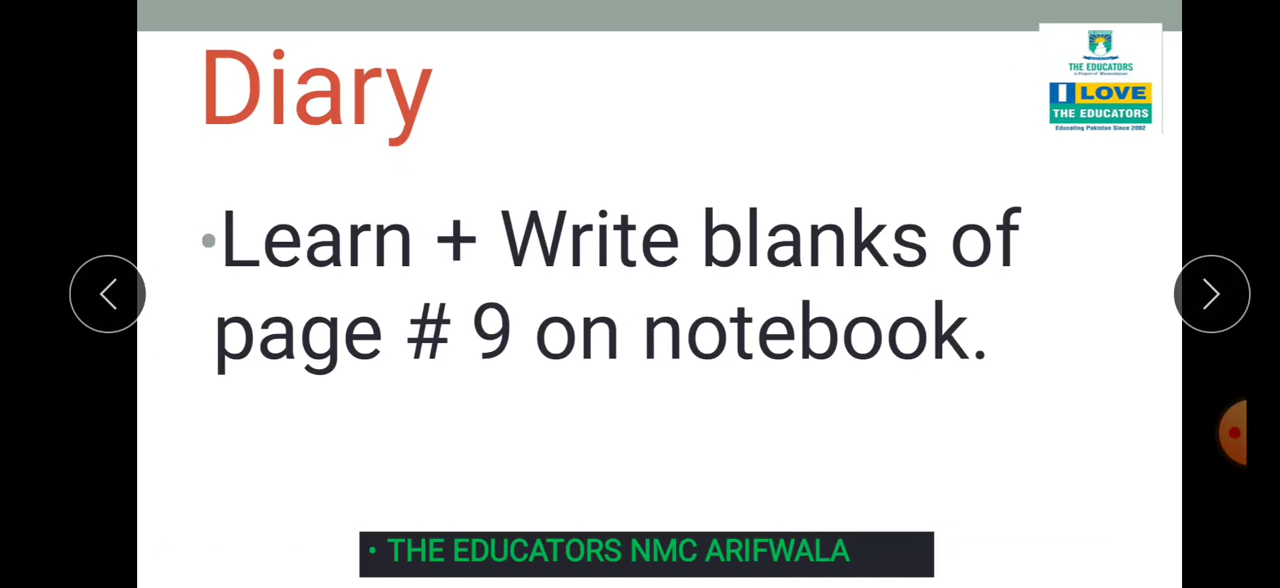 Diary
THE EDUCATORS
I LOVE
THE EDUCATORS
Educating Pakistan Since 2002
•Learn + Write blanks of
page # 9 on notebook.
• THE EDUCATORS NMC ARIFWALA